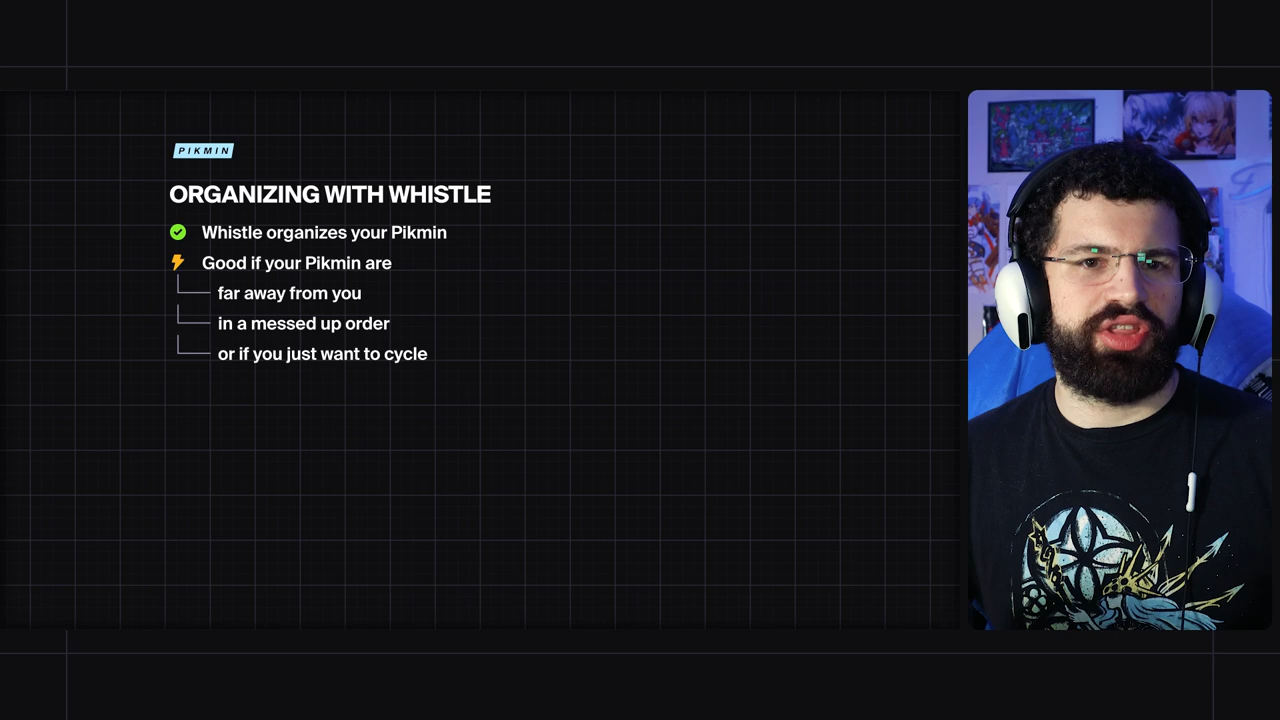 PIKMIN
ORGANIZING WITH WHISTLE
Whistle organizes your Pikmin
Good if your Pikmin are
far away from you
in a messed up order
or if you just want to cycle